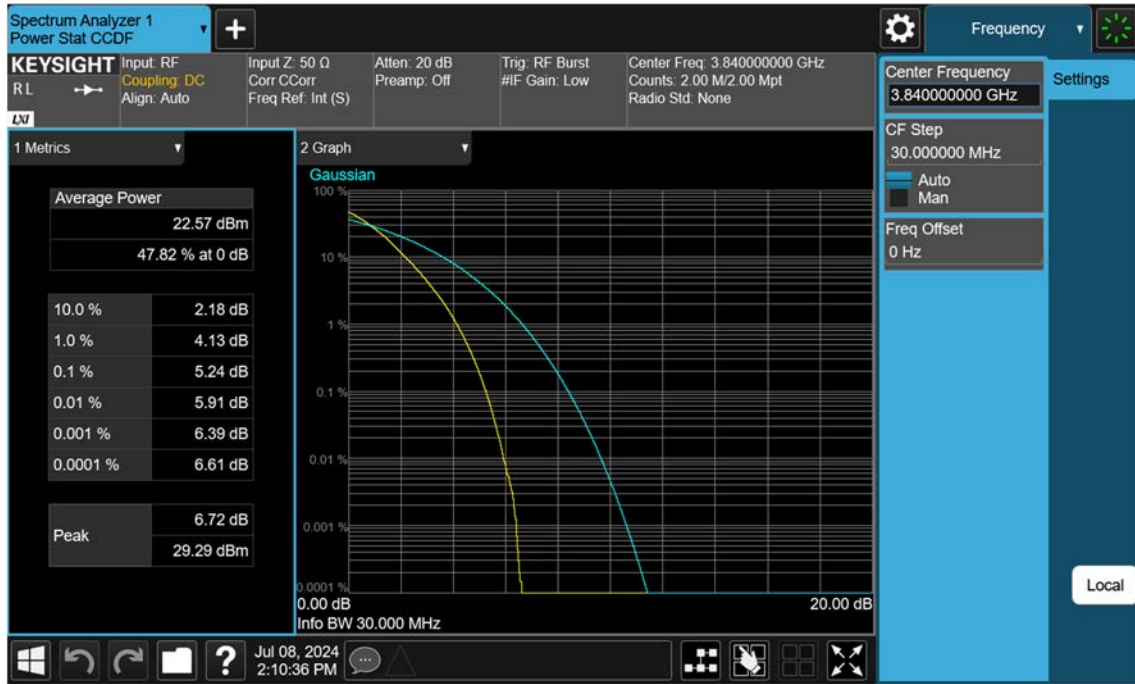 Spectrum Analyzer 1
Power Stat CCDF
+
Frequency
KEYSIGHT
RL
LXI
Input: RF
Coupling: DC
Align: Auto
Input Z: 50 Ω
Corr CCorr
Freq Ref: Int (S)
Atten: 20 dB
Preamp: Off
Trig: RF Burst
#IF Gain: Low
Center Freq: 3.840000000 GHz
Counts: 2.00 M/2.00 Mpt
Radio Std: None
Center Frequency
3.840000000 GHz
Settings
CF Step
30.000000 MHz
Auto
Man
Freq Offset
0 Hz
Local
1 Metrics
Average Power
22.57 dBm
47.82 % at 0 dB
10.0 % 2.18 dB
1.0 % 4.13 dB
0.1 % 5.24 dB
0.01 % 5.91 dB
0.001 % 6.39 dB
0.0001 % 6.61 dB
Peak
6.72 dB
29.29 dBm
2 Graph
Gaussian
100 %
10 %
1 %
0.1 %
0.01 %
0.001 %
0.0001 %
0.00 dB 20.00 dB
Info BW 30.000 MHz
?
Jul 08, 2024
2:10:36 PM